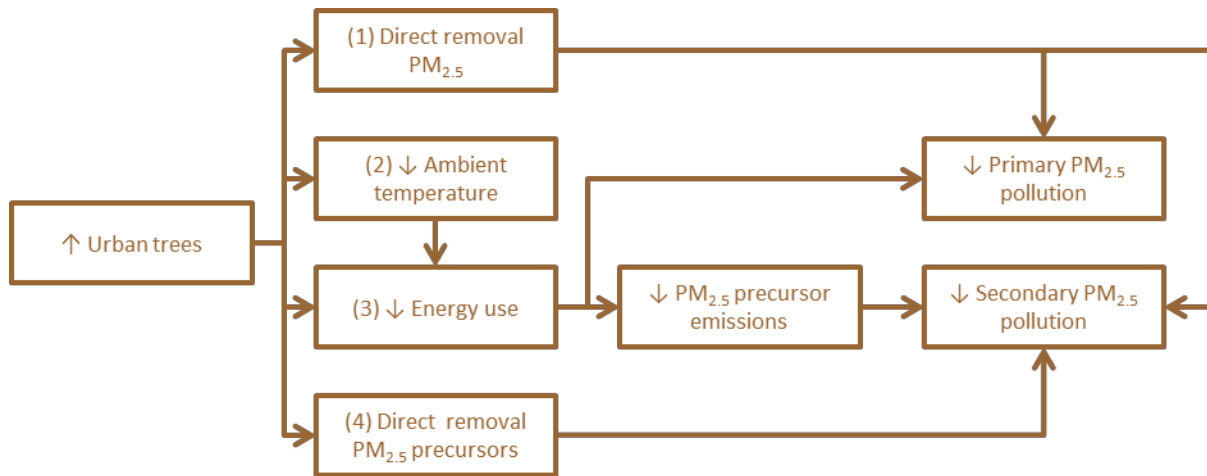 (1) Direct removal
PM2.5
(2) ↓ Ambient
temperature
↓ Primary PM2.5
pollution
↑ Urban trees
(3) ↓ Energy use
↓ PM2.5 precursor
emissions
↓ Secondary PM2.5
pollution
(4) Direct removal
PM2.5 precursors